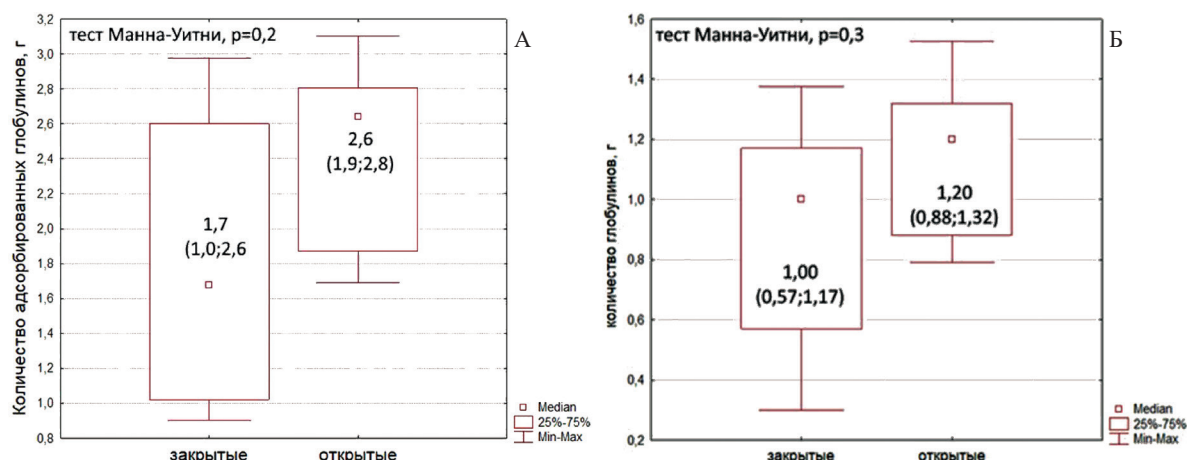 тест Манна-Уитни, p=0,2
А
Количество адсорбированных глобулинов, г
3,2
3,0
2,8
2,6
2,4
2,2
2,0
1,8
1,6
1,4
1,2
1,0
0,8
1,7
(1,0;2,6
2,6
(1,9;2,8)
закрытые
открытые
Median
25%-75%
Min-Max
тест Манна-Уитни, p=0,3
Б
количество глобулинов, г
1,6
1,4
1,2
1,0
0,8
0,6
0,4
0,2
1,00
(0,57;1,17)
1,20
(0,88;1,32)
закрытые
открытые
Median
25%-75%
Min-Max